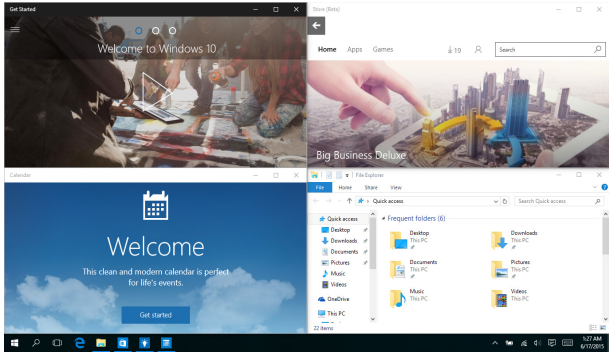 Get Started
Welcome to Windows 10
Store (Beta)
Home Apps Games 19 Search
Big Business Deluxe
Calendar
Welcome
This clean and modern calendar is perfect
for life's events.
Get started
File Explorer
File Home Share View
Quick access Search Quick access
Quick access
Desktop
Downloads
Documents
Pictures
Music
Videos
OneDrive
This PC
22 items
Frequent folders (6)
Desktop
This PC
Downloads
This PC
Documents
This PC
Pictures
This PC
Music
This PC
Videos
This PC
1:27 AM
6/17/2015